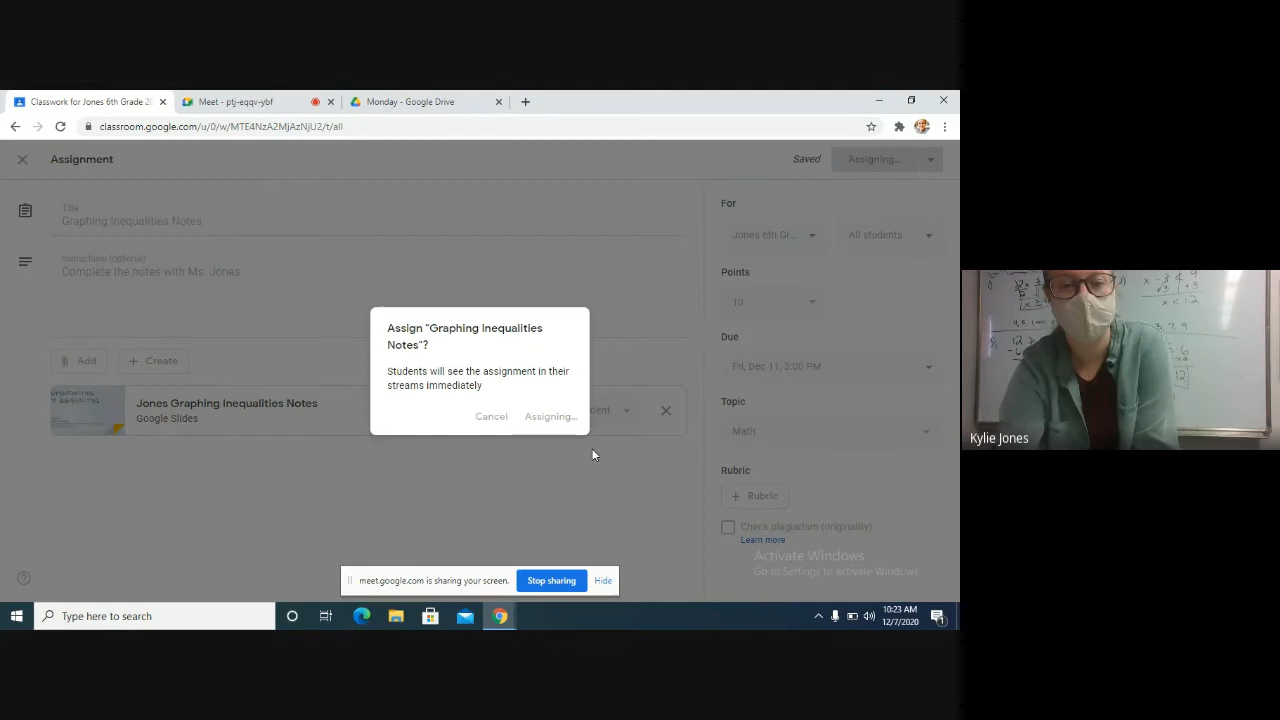 Classwork for Jones 6th Grade 20
Meet - ptj-eqqv-ybf
Monday - Google Drive
classroom.google.com/u/0/w/MTE4NzA2MjAzNjU2/t/all
Assignment
Saved
Assigning...
Title
Graphing Inequalities Notes
Instructions (optional)
Complete the notes with Ms. Jones.
Add
Create
Jones Graphing Inequalities Notes
Google Slides
Assign "Graphing Inequalities
Notes"?
Students will see the assignment in their
streams immediately
Cancel
Assigning...
For
Jones 6th Gr...
All students
Points
10
Due
Fri, Dec 11, 3:00 PM
Topic
Math
Rubric
+ Rubric
Check plagiarism (originality)
Learn more
Activate Windows
Go to Settings to activate Windows.
meet.google.com is sharing your screen.
Stop sharing
Hide
Type here to search
10:23 AM
12/7/2020
x < 12
Kylie Jones